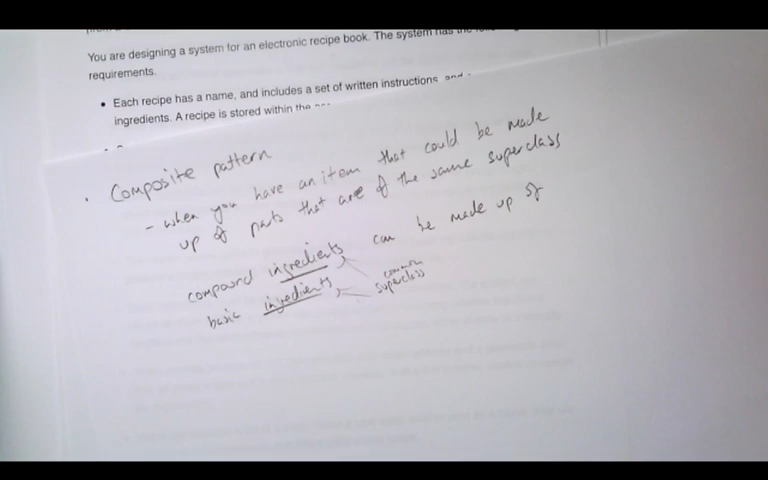 You are designing a system for an electronic recipe book. The system has the
requirements.
• Each recipe has a name, and includes a set of written instructions, and
ingredients. A recipe is stored within the
. Composite pattern
- when you have an item that could be made
up of parts that are of the same superclass
compound ingredients can be made up of
basic ingredients
common
superclass